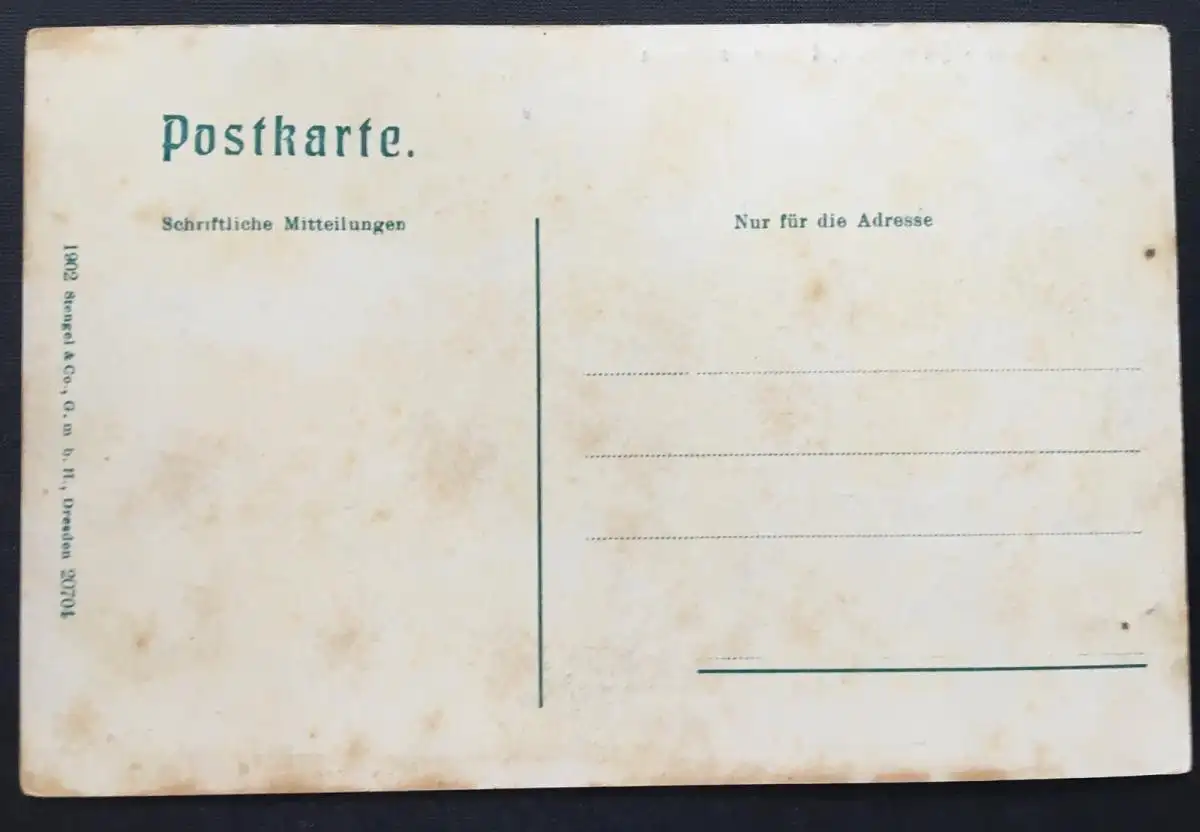 Postkarte.
Schriftliche Mitteilungen
Nur für die Adresse
1902 Stengel & Co., G. m b. H., Dresden 20704